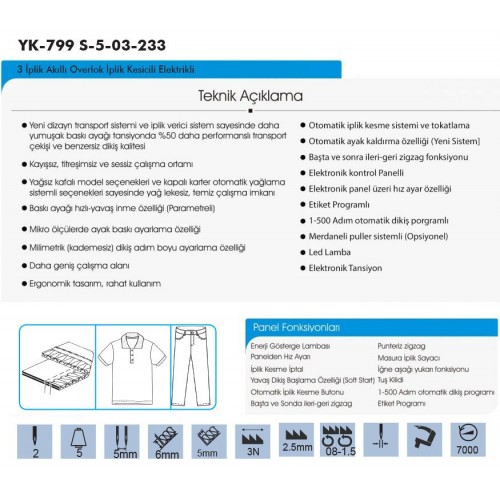 YK-799 S-5-03-233
3 İplik Akıllı Overlok İplik Kesicili Elektrikli
Teknik Açıklama
Yeni dizayn transport sistemi ve iplik verici sistem sayesinde daha
yumuşak baskı ayağı tansiyonda %50 daha performanslı transport
çekişi ve benzersiz dikiş kalitesi
Kayışsız, titreşimsiz ve sessiz çalışma ortamı
Yağsız kafalı model seçenekleri ve kapalı karter otomatik yağlama
sistemli seçenekleri sayesinde yağ lekesiz, temiz çalışma imkanı
Baskı ayağı hızlı-yavaş inme özelliği (Parametreli)
Mikro ölçülerde ayak baskı ayarlama özelliği
Milimetrik (kademesiz) dikiş adım boyu ayarlama özelliği
Daha geniş çalışma alanı
Ergonomik tasarım, rahat kullanım
Otomatik iplik kesme sistemi ve tokatlama
Otomatik ayak kaldırma özelliği (Yeni Sistem]
Başta ve sonra ileri-geri zigzag fonksiyonu
Elektronik kontrol Panelli
Elektronik panel üzeri hız ayar özelliği
Etiket Programlı
1-500 Adım otomatik dikiş porgramlı
Merdaneli puller sistemli (Opsiyonel)
Led Lamba
Elektronik Tansiyon
Panel Fonksiyonları
Enerji Gösterge Lambası
Panelden Hız Ayarı
İplik Kesme İptal
Yavaş Dikiş Başlama Özelliği (Soft Start)
Otomatik İplik Kesme Butonu
Başta ve Sonda ileri-geri zigzag
Punteriz zigzag
Masura İplik Sayacı
İğne aşağı yukarı fonksiyonu
Tuş Kilidi
1-500 Adım otomatik dikiş programı
Etiket Programı
2
5
5mm
6mm
5mm
3N
2.5mm
08-1.5
7000